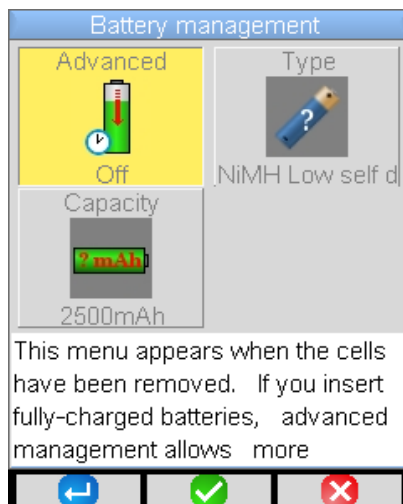 Battery management
Advanced
Type
?
Off
NiMH Low self d
Capacity
? mAh
2500mAh
This menu appears when the cells
have been removed. If you insert
fully-charged batteries, advanced
management allows more